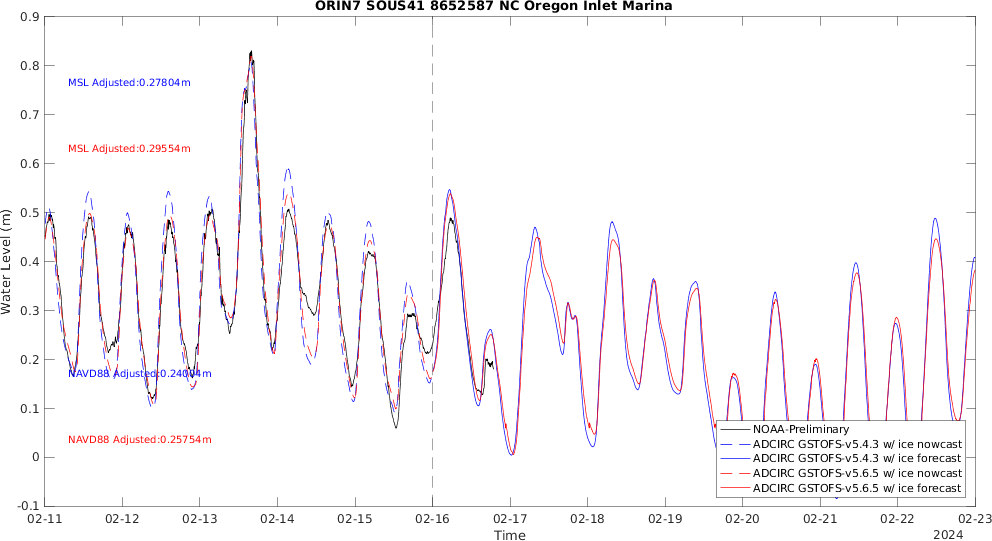 ORIN7 SOUS41 8652587 NC Oregon Inlet Marina
0.9
0.8
0.7
0.6
0.5
0.4
0.3
0.2
0.1
0
-0.1
Water Level (m)
MSL Adjusted:0.27804m
MSL Adjusted:0.29554m
NAVD88 Adjusted:0.24004m
NAVD88 Adjusted:0.25754m
NOAA-Preliminary
ADCIRC GSTOFS-v5.4.3 w/ ice nowcast
ADCIRC GSTOFS-v5.4.3 w/ ice forecast
ADCIRC GSTOFS-v5.6.5 w/ ice nowcast
ADCIRC GSTOFS-v5.6.5 w/ ice forecast
02-11 02-12 02-13 02-14 02-15 02-16 02-17 02-18 02-19 02-20 02-21 02-22 02-23
Time
2024